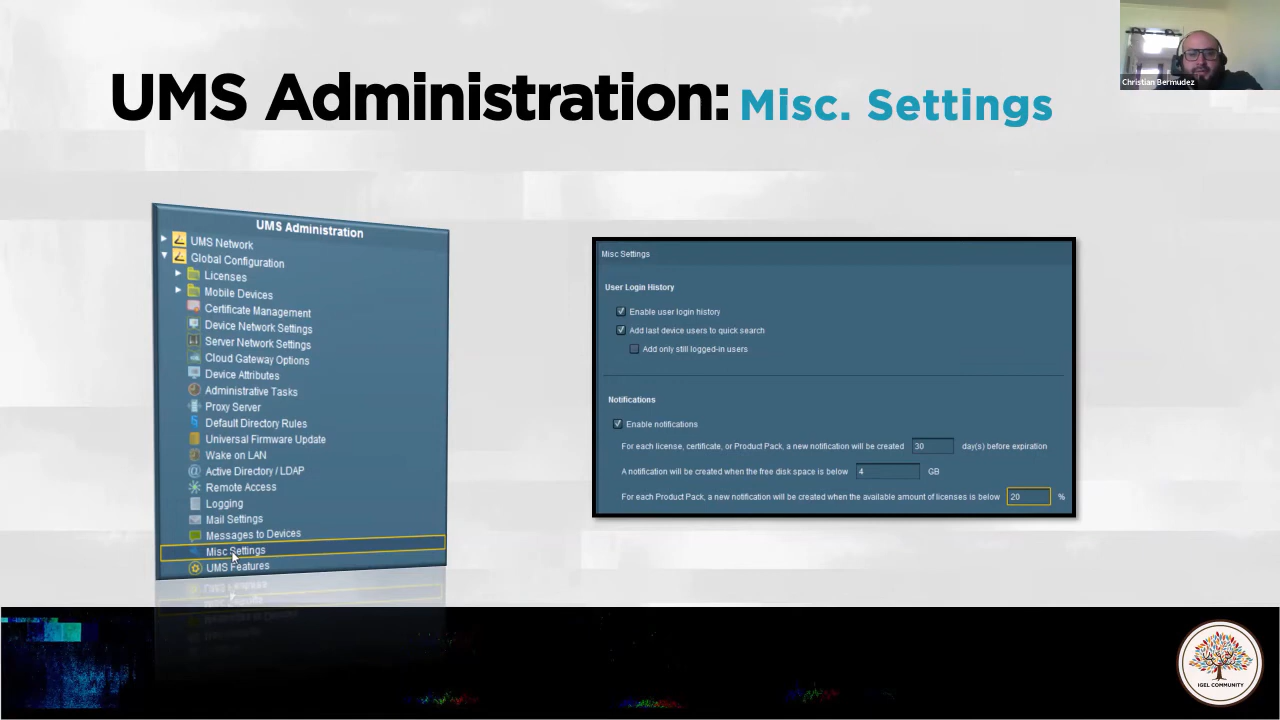 UMS Administration: Misc. Settings
Christian Bermudez
UMS Administration
UMS Network
Global Configuration
Licenses
Mobile Devices
Certificate Management
Device Network Settings
Server Network Settings
Cloud Gateway Options
Device Attributes
Administrative Tasks
Proxy Server
Default Directory Rules
Universal Firmware Update
Wake on LAN
Active Directory / LDAP
Remote Access
Logging
Mail Settings
Messages to Devices
Misc Settings
UMS Features
Misc Settings
User Login History
Enable user login history
Add last device users to quick search
Add only still logged-in users
Notifications
Enable notifications
For each license, certificate, or Product Pack, a new notification will be created 30 day(s) before expiration
A notification will be created when the free disk space is below 4 GB
For each Product Pack, a new notification will be created when the available amount of licenses is below 20 %
IGEL COMMUNITY